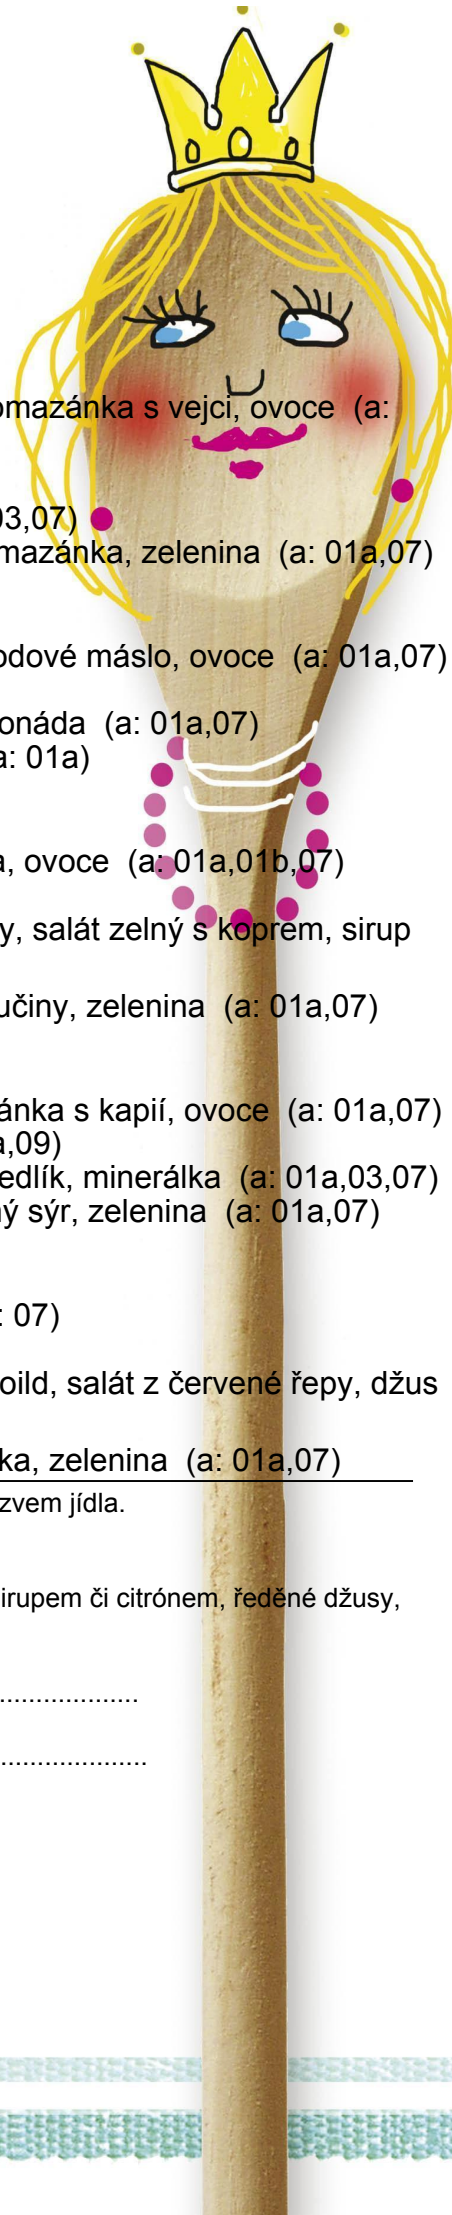 omazánka s vejci, ovoce (a:
03,07)
mazánka, zelenina (a: 01a,07)
odové máslo, ovoce (a: 01a,07)
onáda (a: 01a,07)
a: 01a)
a, ovoce (a: 01a,01b,07)
y, salát zelný s koprem, sirup
učiny, zelenina (a: 01a,07)
ánka s kapií, ovoce (a: 01a,07)
a,09)
edlík, minerálka (a: 01a,03,07)
ý sýr, zelenina (a: 01a,07)
: 07)
oild, salát z červené řepy, džus
ka, zelenina (a: 01a,07)
zvem jídla.
irupem či citrónem, ředěné džusy,
...................
....................